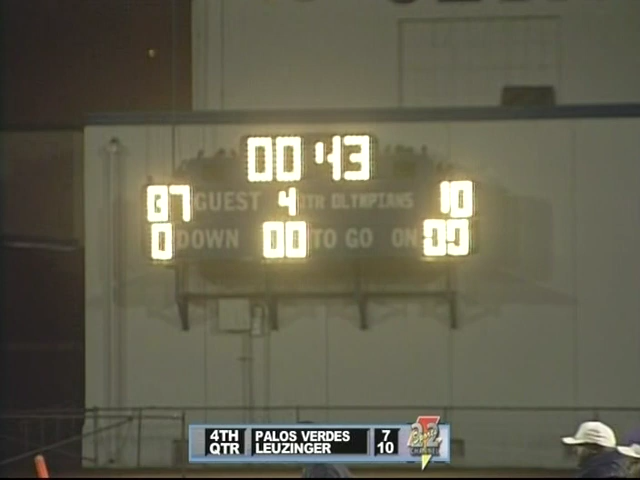 00:43
07 GUEST 4 QTR OLYMPIANS 10
0 DOWN 00 TO GO ON 00
4TH QTR PALOS VERDES 7
LEUZINGER 10